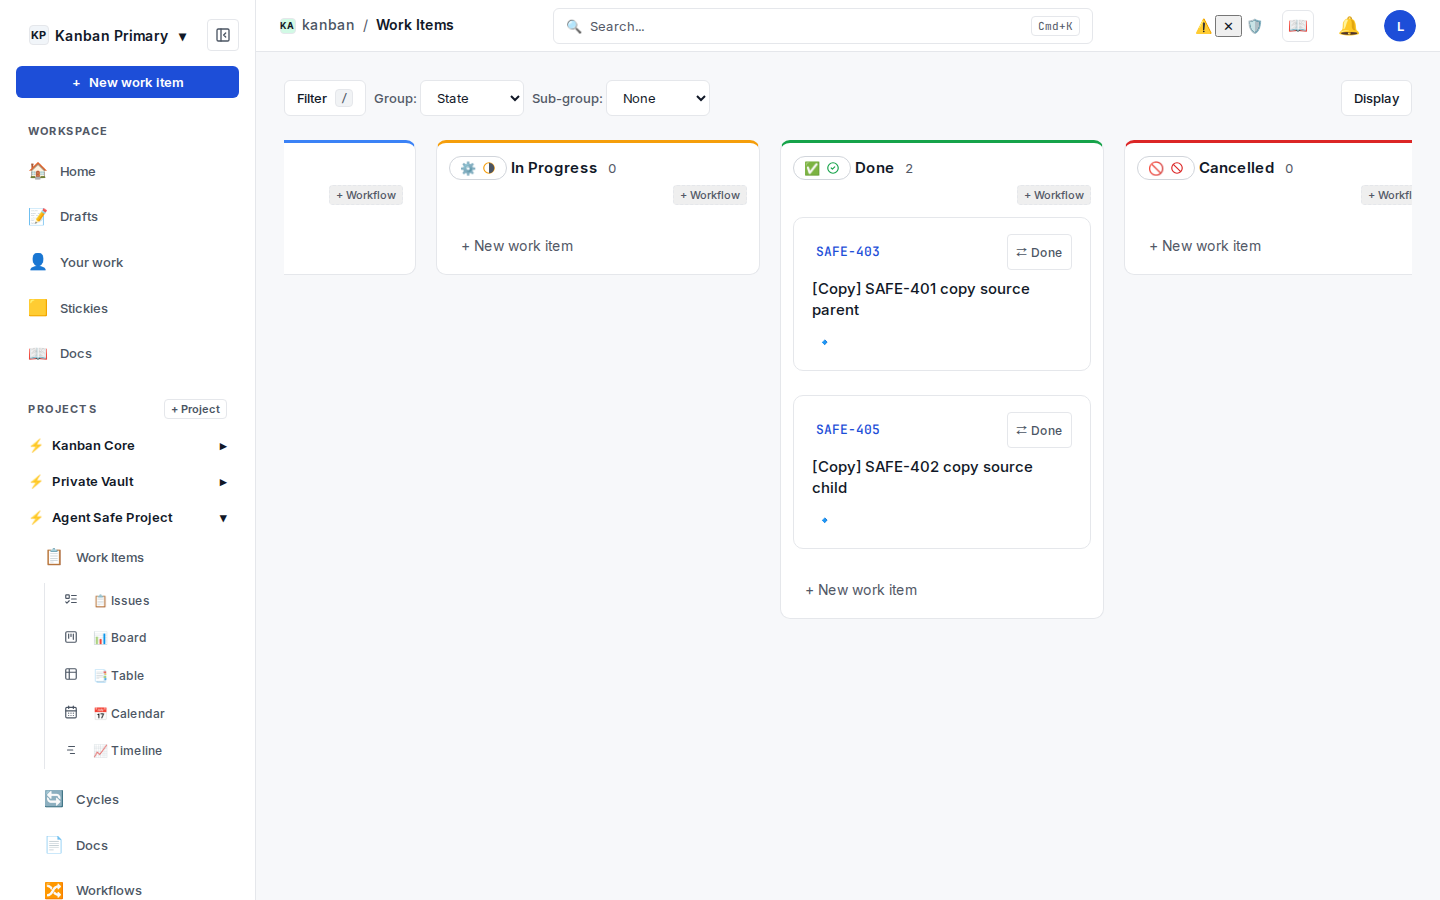 KP Kanban Primary ▾
+ New work item
WORKSPACE
Home
Drafts
Your work
Stickies
Docs
PROJECTS
+ Project
Kanban Core
Private Vault
Agent Safe Project
Work Items
Issues
Board
Table
Calendar
Timeline
Cycles
Docs
Workflows
KA kanban / Work Items
Search...
Cmd+K
L
Filter /
Group: State
Sub-group: None
Display
+ Workflow
In Progress 0
+ Workflow
+ New work item
Done 2
+ Workflow
SAFE-403
⇄ Done
[Copy] SAFE-401 copy source
parent
SAFE-405
⇄ Done
[Copy] SAFE-402 copy source
child
+ New work item
Cancelled 0
+ Workfl
+ New work item